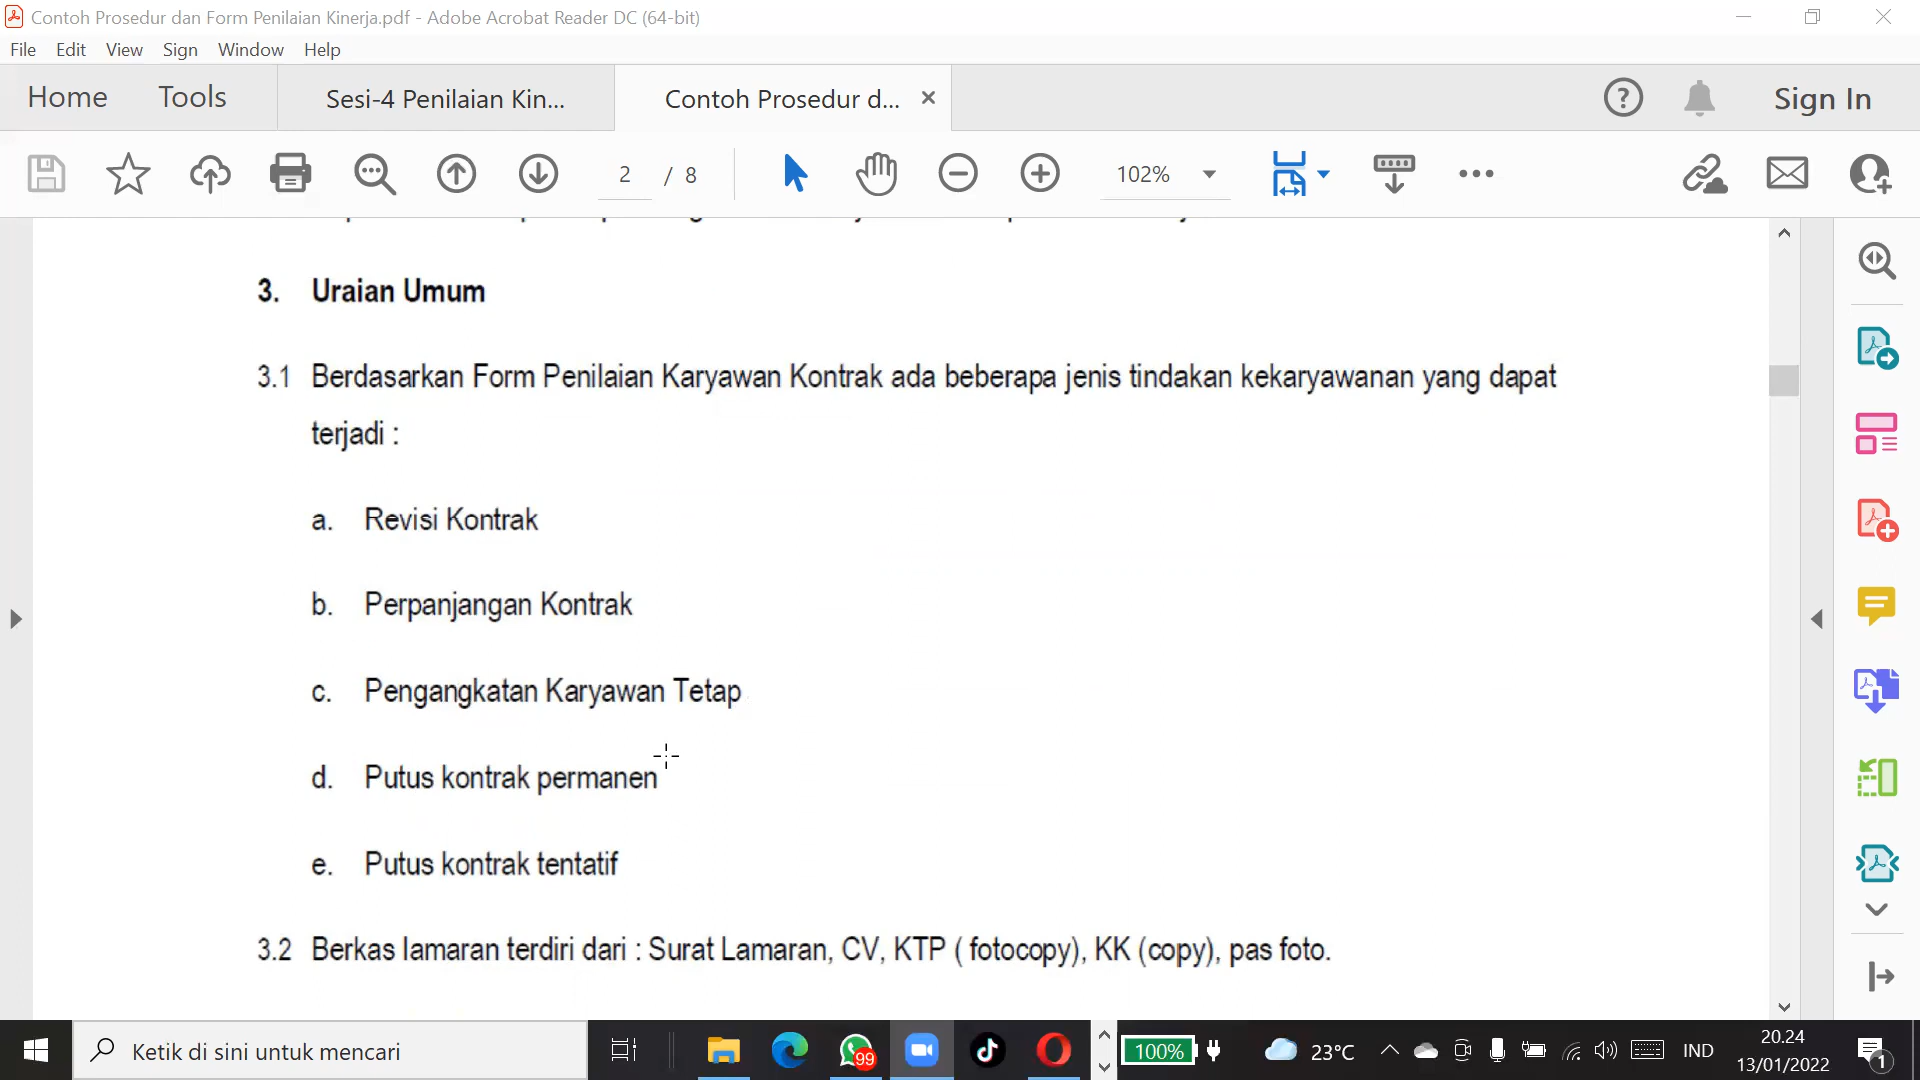 Contoh Prosedur dan Form Penilaian Kinerja.pdf - Adobe Acrobat Reader DC (64-bit)
File Edit View Sign Window Help
Home Tools Sesi-4 Penilaian Kin... Contoh Prosedur d... Sign In
2 / 8 102%
3. Uraian Umum
3.1 Berdasarkan Form Penilaian Karyawan Kontrak ada beberapa jenis tindakan kekaryawanan yang dapat
terjadi :
a. Revisi Kontrak
b. Perpanjangan Kontrak
c. Pengangkatan Karyawan Tetap
d. Putus kontrak permanen
e. Putus kontrak tentatif
3.2 Berkas lamaran terdiri dari : Surat Lamaran, CV, KTP ( fotocopy), KK (copy), pas foto.
Ketik di sini untuk mencari 99 100% 23°C IND 20.24
13/01/2022 1